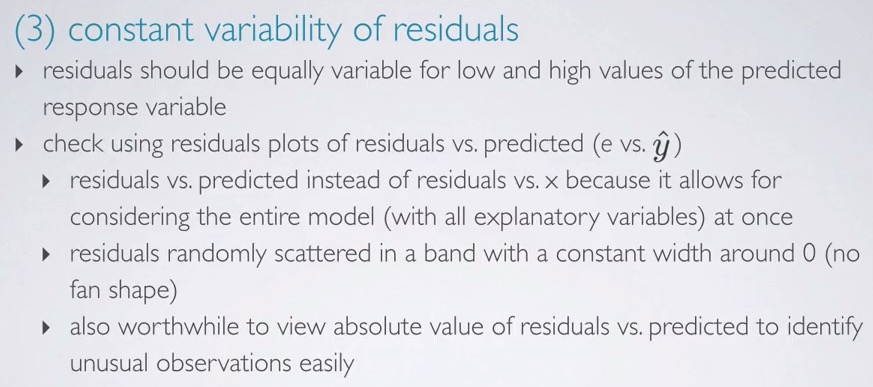 (3) constant variability of residuals
‣ residuals should be equally variable for low and high values of the predicted
response variable
‣ check using residuals plots of residuals vs. predicted (e vs. ŷ)
‣ residuals vs. predicted instead of residuals vs. x because it allows for
considering the entire model (with all explanatory variables) at once
‣ residuals randomly scattered in a band with a constant width around 0 (no
fan shape)
‣ also worthwhile to view absolute value of residuals vs. predicted to identify
unusual observations easily